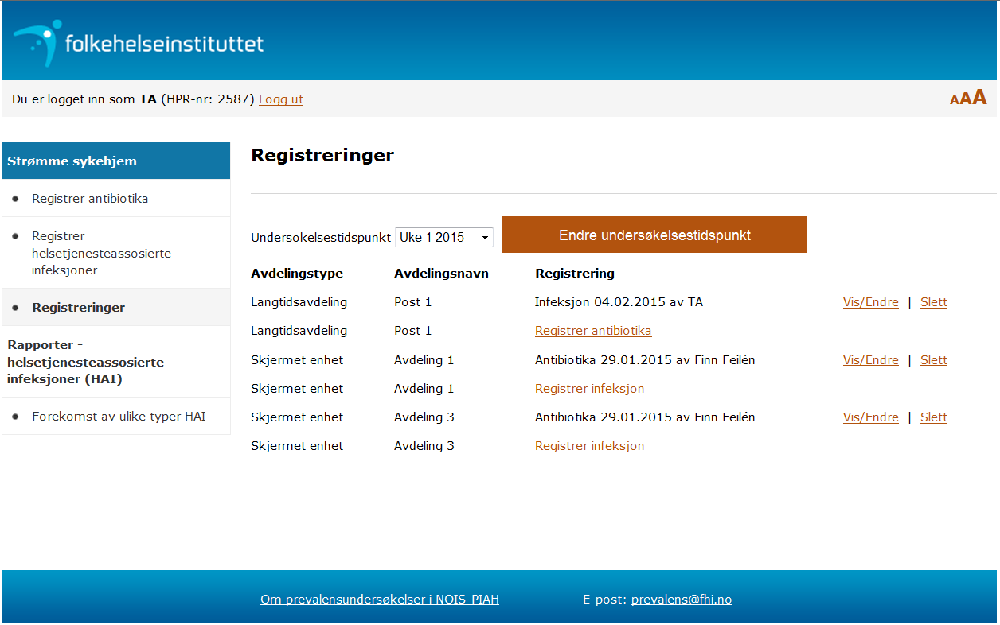 folkehelseinstituttet
Du er logget inn som TA (HPR-nr: 2587) Logg ut
AAA
Strømme sykehjem
Registrer antibiotika
Registrer
helsetjenesteassosierte
infeksjoner
Registreringer
Rapporter -
helsetjenesteassosierte
infeksjoner (HAI)
Forekomst av ulike typer HAI
Registreringer
Undersokelsestidspunkt Uke 1 2015 Endre undersøkelsestidspunkt
Avdelingstype Avdelingsnavn Registrering
Langtidsavdeling Post 1 Infeksjon 04.02.2015 av TA Vis/Endre | Slett
Langtidsavdeling Post 1 Registrer antibiotika
Skjermet enhet Avdeling 1 Antibiotika 29.01.2015 av Finn Feilén Vis/Endre | Slett
Skjermet enhet Avdeling 1 Registrer infeksjon
Skjermet enhet Avdeling 3 Antibiotika 29.01.2015 av Finn Feilén Vis/Endre | Slett
Skjermet enhet Avdeling 3 Registrer infeksjon
Om prevalensundersøkelser i NOIS-PIAH E-post: prevalens@fhi.no